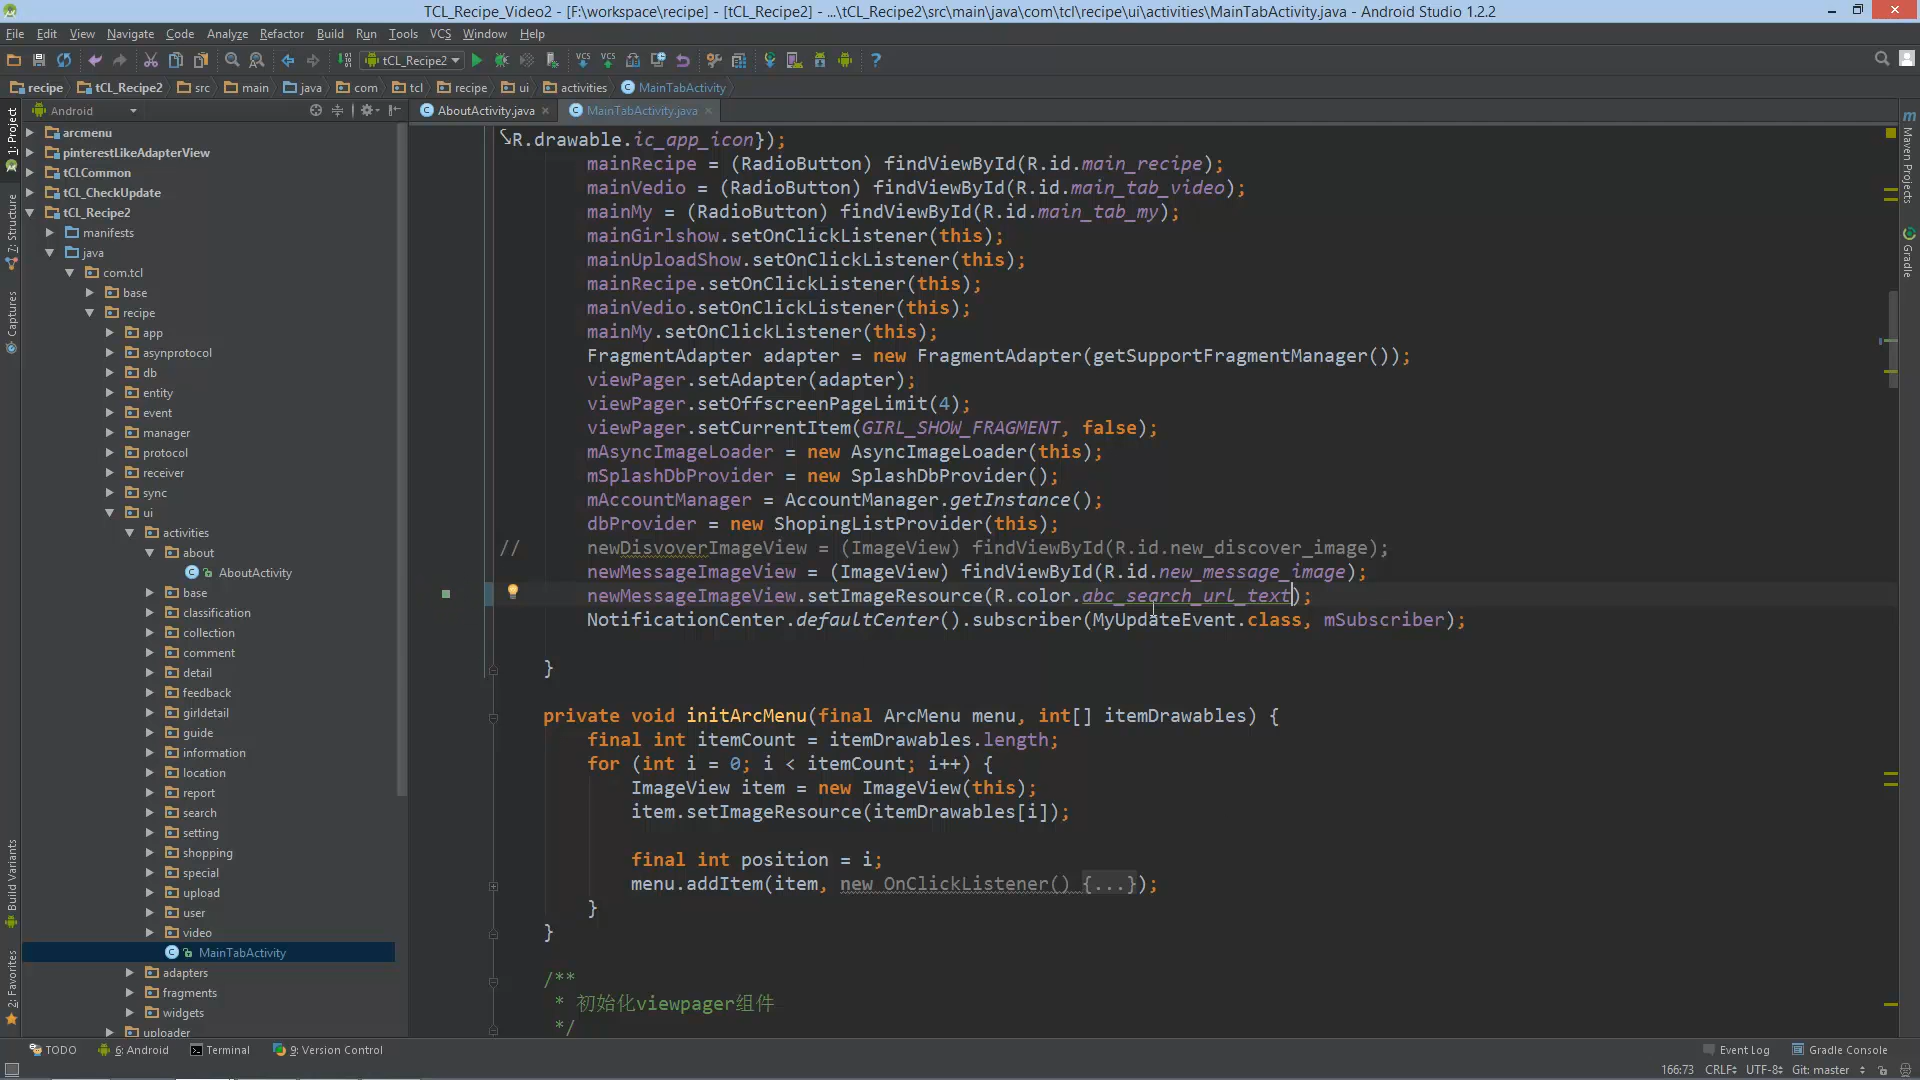 TCL_Recipe_Video2 - [F:\workspace\recipe] - [tCL_Recipe2] - ...\tCL_Recipe2\src\main\java\com\tcl\recipe\ui\activities\MainTabActivity.java - Android Studio 1.2.2
File Edit View Navigate Code Analyze Refactor Build Run Tools VCS Window Help
tCL_Recipe2
recipe tCL_Recipe2 src main java com tcl recipe ui activities MainTabActivity
Android
AboutActivity.java MainTabActivity.java
1: Project
7: Structure
Captures
Build Variants
2: Favorites
arcmenu
pinterestLikeAdapterView
tCLCommon
tCL_CheckUpdate
tCL_Recipe2
manifests
java
com.tcl
base
recipe
app
asynprotocol
db
entity
event
manager
protocol
receiver
sync
ui
activities
about
AboutActivity
base
classification
collection
comment
detail
feedback
girldetail
guide
information
location
report
search
setting
shopping
special
upload
user
video
MainTabActivity
adapters
fragments
widgets
uploader
R.drawable.ic_app_icon});
mainRecipe = (RadioButton) findViewById(R.id.main_recipe);
mainVedio = (RadioButton) findViewById(R.id.main_tab_video);
mainMy = (RadioButton) findViewById(R.id.main_tab_my);
mainGirlshow.setOnClickListener(this);
mainUploadShow.setOnClickListener(this);
mainRecipe.setOnClickListener(this);
mainVedio.setOnClickListener(this);
mainMy.setOnClickListener(this);
FragmentAdapter adapter = new FragmentAdapter(getSupportFragmentManager());
viewPager.setAdapter(adapter);
viewPager.setOffscreenPageLimit(4);
viewPager.setCurrentItem(GIRL_SHOW_FRAGMENT, false);
mAsyncImageLoader = new AsyncImageLoader(this);
mSplashDbProvider = new SplashDbProvider();
mAccountManager = AccountManager.getInstance();
dbProvider = new ShopingListProvider(this);
// newDisvoverImageView = (ImageView) findViewById(R.id.new_discover_image);
newMessageImageView = (ImageView) findViewById(R.id.new_message_image);
newMessageImageView.setImageResource(R.color.abc_search_url_text);
NotificationCenter.defaultCenter().subscriber(MyUpdateEvent.class, mSubscriber);
}
private void initArcMenu(final ArcMenu menu, int[] itemDrawables) {
final int itemCount = itemDrawables.length;
for (int i = 0; i < itemCount; i++) {
ImageView item = new ImageView(this);
item.setImageResource(itemDrawables[i]);
final int position = i;
menu.addItem(item, new OnClickListener() {...});
}
}
/**
* 初始化viewpager组件
*/
Maven Projects
Gradle
TODO 6: Android Terminal 9: Version Control Event Log Gradle Console
166:73 CRLF UTF-8 Git: master